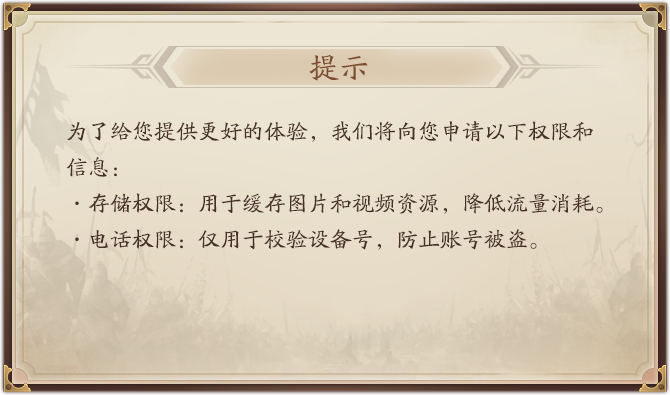 提示
为了给您提供更好的体验，我们将向您申请以下权限和
信息：
·存储权限：用于缓存图片和视频资源，降低流量消耗。
·电话权限：仅用于校验设备号，防止账号被盗。